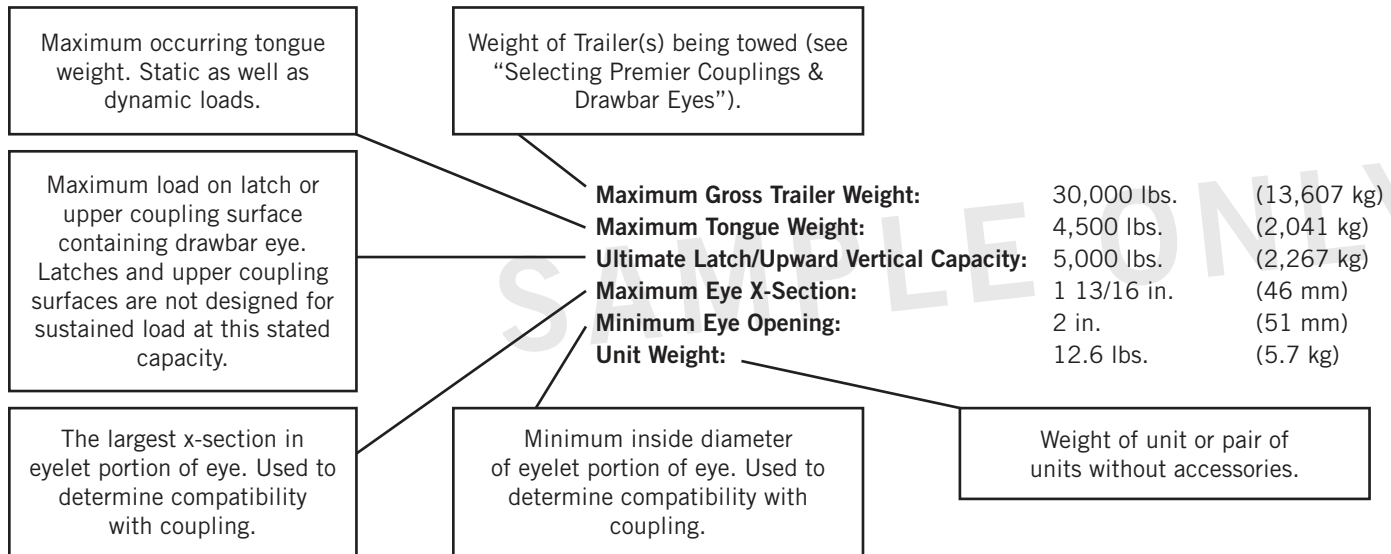 Maximum occurring tongue
weight. Static as well as
dynamic loads.
Weight of Trailer(s) being towed (see
“Selecting Premier Couplings &
Drawbar Eyes”).
Maximum load on latch or
upper coupling surface
containing drawbar eye.
Latches and upper coupling
surfaces are not designed for
sustained load at this stated
capacity.
Maximum Gross Trailer Weight: 30,000 lbs. (13,607 kg)
Maximum Tongue Weight: 4,500 lbs. (2,041 kg)
Ultimate Latch/Upward Vertical Capacity: 5,000 lbs. (2,267 kg)
Maximum Eye X-Section: 1 13/16 in. (46 mm)
Minimum Eye Opening: 2 in. (51 mm)
Unit Weight: 12.6 lbs. (5.7 kg)
SAMPLE ONLY
The largest x-section in
eyelet portion of eye. Used to
determine compatibility
with coupling.
Minimum inside diameter
of eyelet portion of eye. Used to
determine compatibility with
coupling.
Weight of unit or pair of
units without accessories.